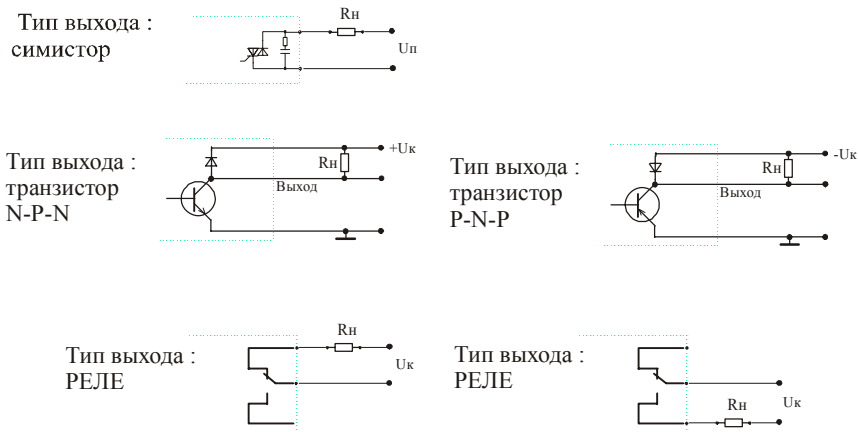 Тип выхода :
симистор
Rн
Uп
Тип выхода :
транзистор
N-P-N
Rн
+Uк
Выход
Тип выхода :
транзистор
P-N-P
Rн
-Uк
Выход
Тип выхода :
РЕЛЕ
Rн
Uк
Тип выхода :
РЕЛЕ
Rн
Uк